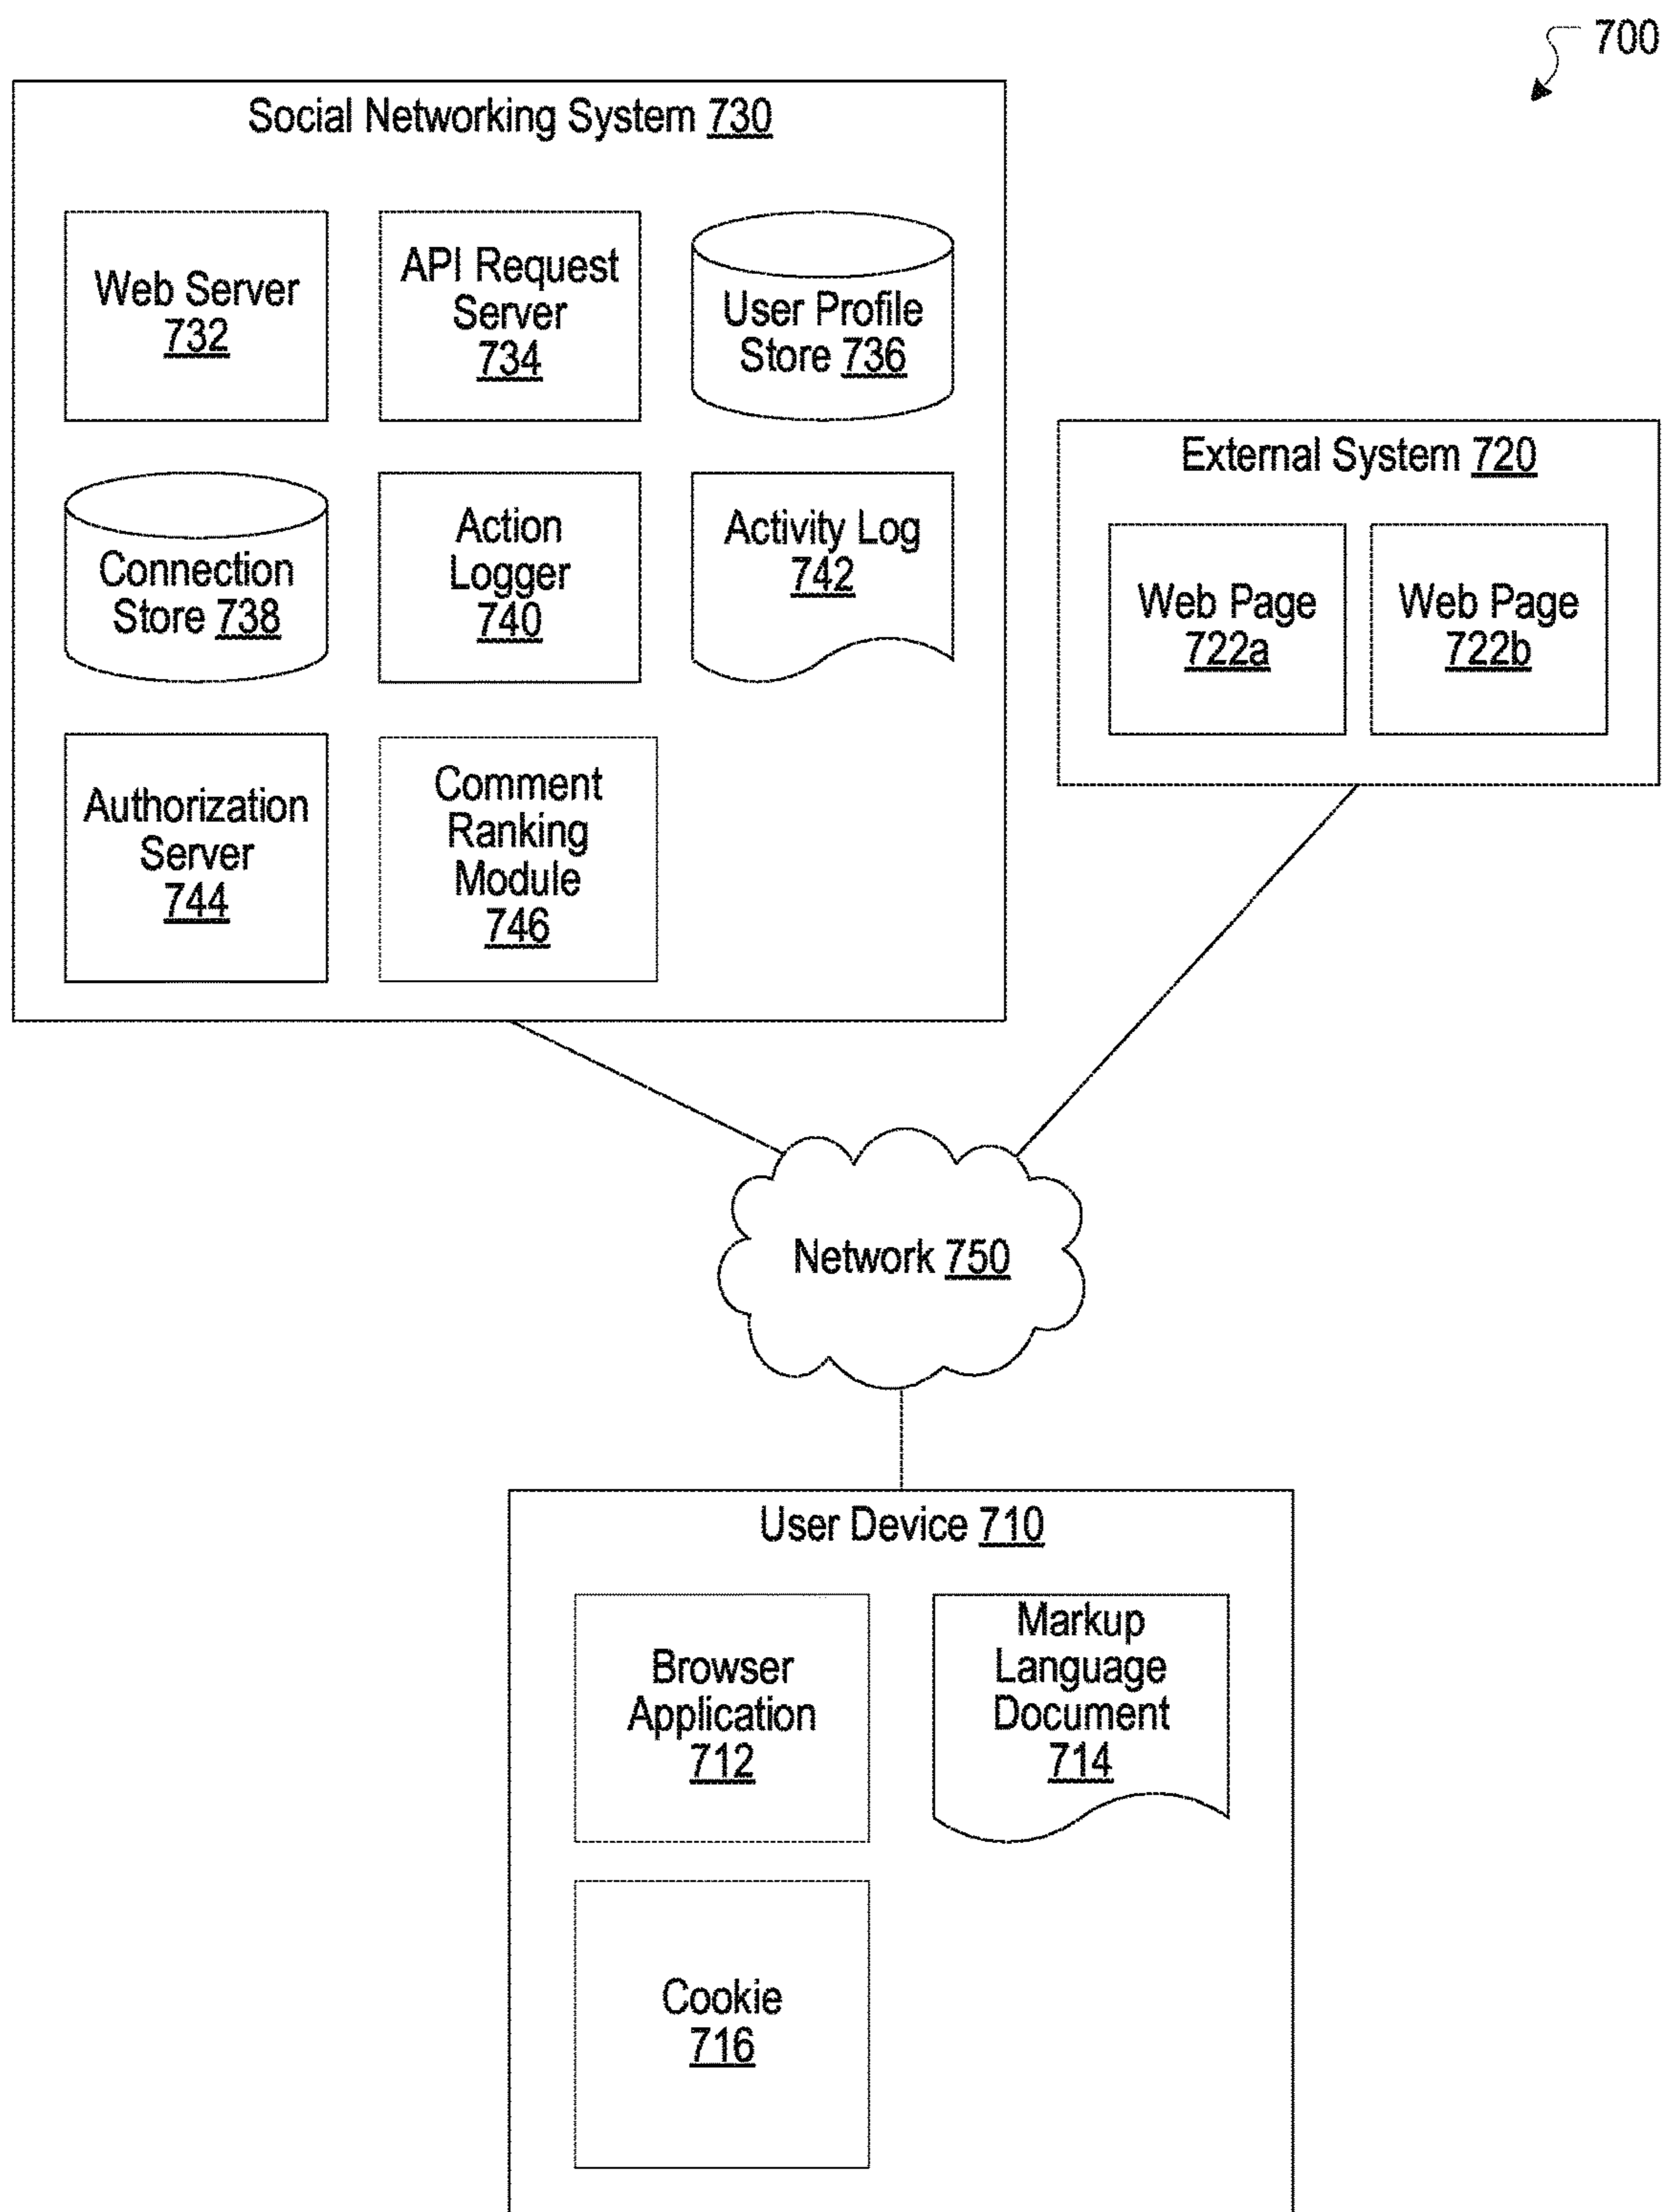 700
Social Networking System 730
Web Server
732
API Request
Server
734
User Profile
Store 736
Connection
Store 738
Action
Logger
740
Activity Log
742
Authorization
Server
744
Comment
Ranking
Module
746
External System 720
Web Page
722a
Web Page
722b
Network 750
User Device 710
Browser
Application
712
Markup
Language
Document
714
Cookie
716